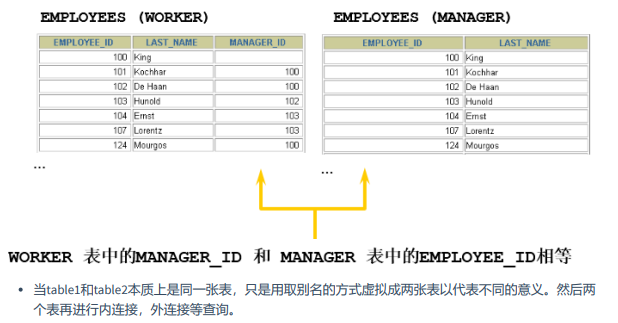 EMPLOYEES (WORKER) EMPLOYEES (MANAGER)
EMPLOYEE_ID LAST_NAME MANAGER_ID EMPLOYEE_ID LAST_NAME
100 King 100 King
101 Kochhar 100 101 Kochhar
102 De Haan 100 102 De Haan
103 Hunold 102 103 Hunold
104 Ernst 103 104 Ernst
107 Lorentz 103 107 Lorentz
124 Mourgos 100 124 Mourgos
... ...
WORKER 表中的MANAGER_ID 和 MANAGER 表中的EMPLOYEE_ID相等
• 当table1和table2本质上是同一张表，只是用取别名的方式虚拟成两张表以代表不同的意义。然后两
个表再进行内连接，外连接等查询。